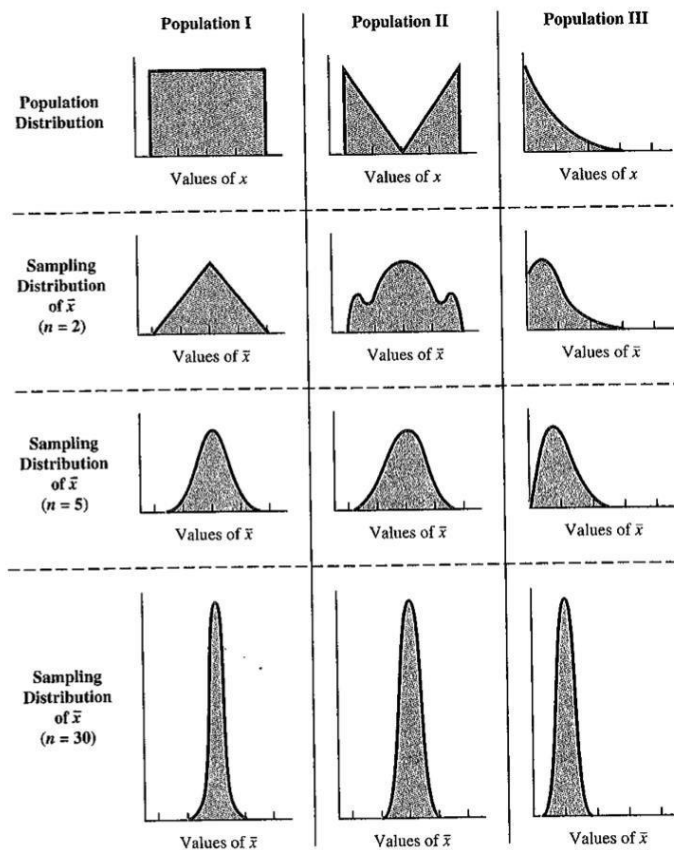 Population I
Population II
Population III
Population
Distribution
Values of x
Values of x
Values of x
Sampling
Distribution
of x̄
(n = 2)
Values of x̄
Values of x̄
Values of x̄
Sampling
Distribution
of x̄
(n = 5)
Values of x̄
Values of x̄
Values of x̄
Sampling
Distribution
of x̄
(n = 30)
Values of x̄
Values of x̄
Values of x̄